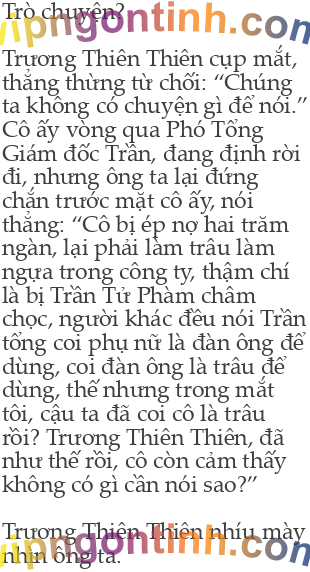 Trò chuyện?
vipngontinh.com
Trương Thiên Thiên cụp mắt,
thẳng thừng từ chối: “Chúng
ta không có chuyện gì để nói.”
Cô ấy vòng qua Phó Tổng
Giám đốc Trần, đang định rời
đi, nhưng ông ta lại đứng
chắn trước mặt cô ấy, nói
thẳng: “Cô bị ép nợ hai trăm
ngàn, lại phải làm trâu làm
ngựa trong công ty, thậm chí
là bị Trần Tử Phàm châm
chọc, người khác đều nói Trần
tổng coi phụ nữ là đàn ông để
dùng, coi đàn ông là trâu để
dùng, thế nhưng trong mắt
tôi, cậu ta đã coi cô là trâu
rồi? Trương Thiên Thiên, đã
như thế rồi, cô còn cảm thấy
không có gì cần nói sao?”
Trương Thiên Thiên nhíu mày
nhìn ông ta.
vipngontinh.com